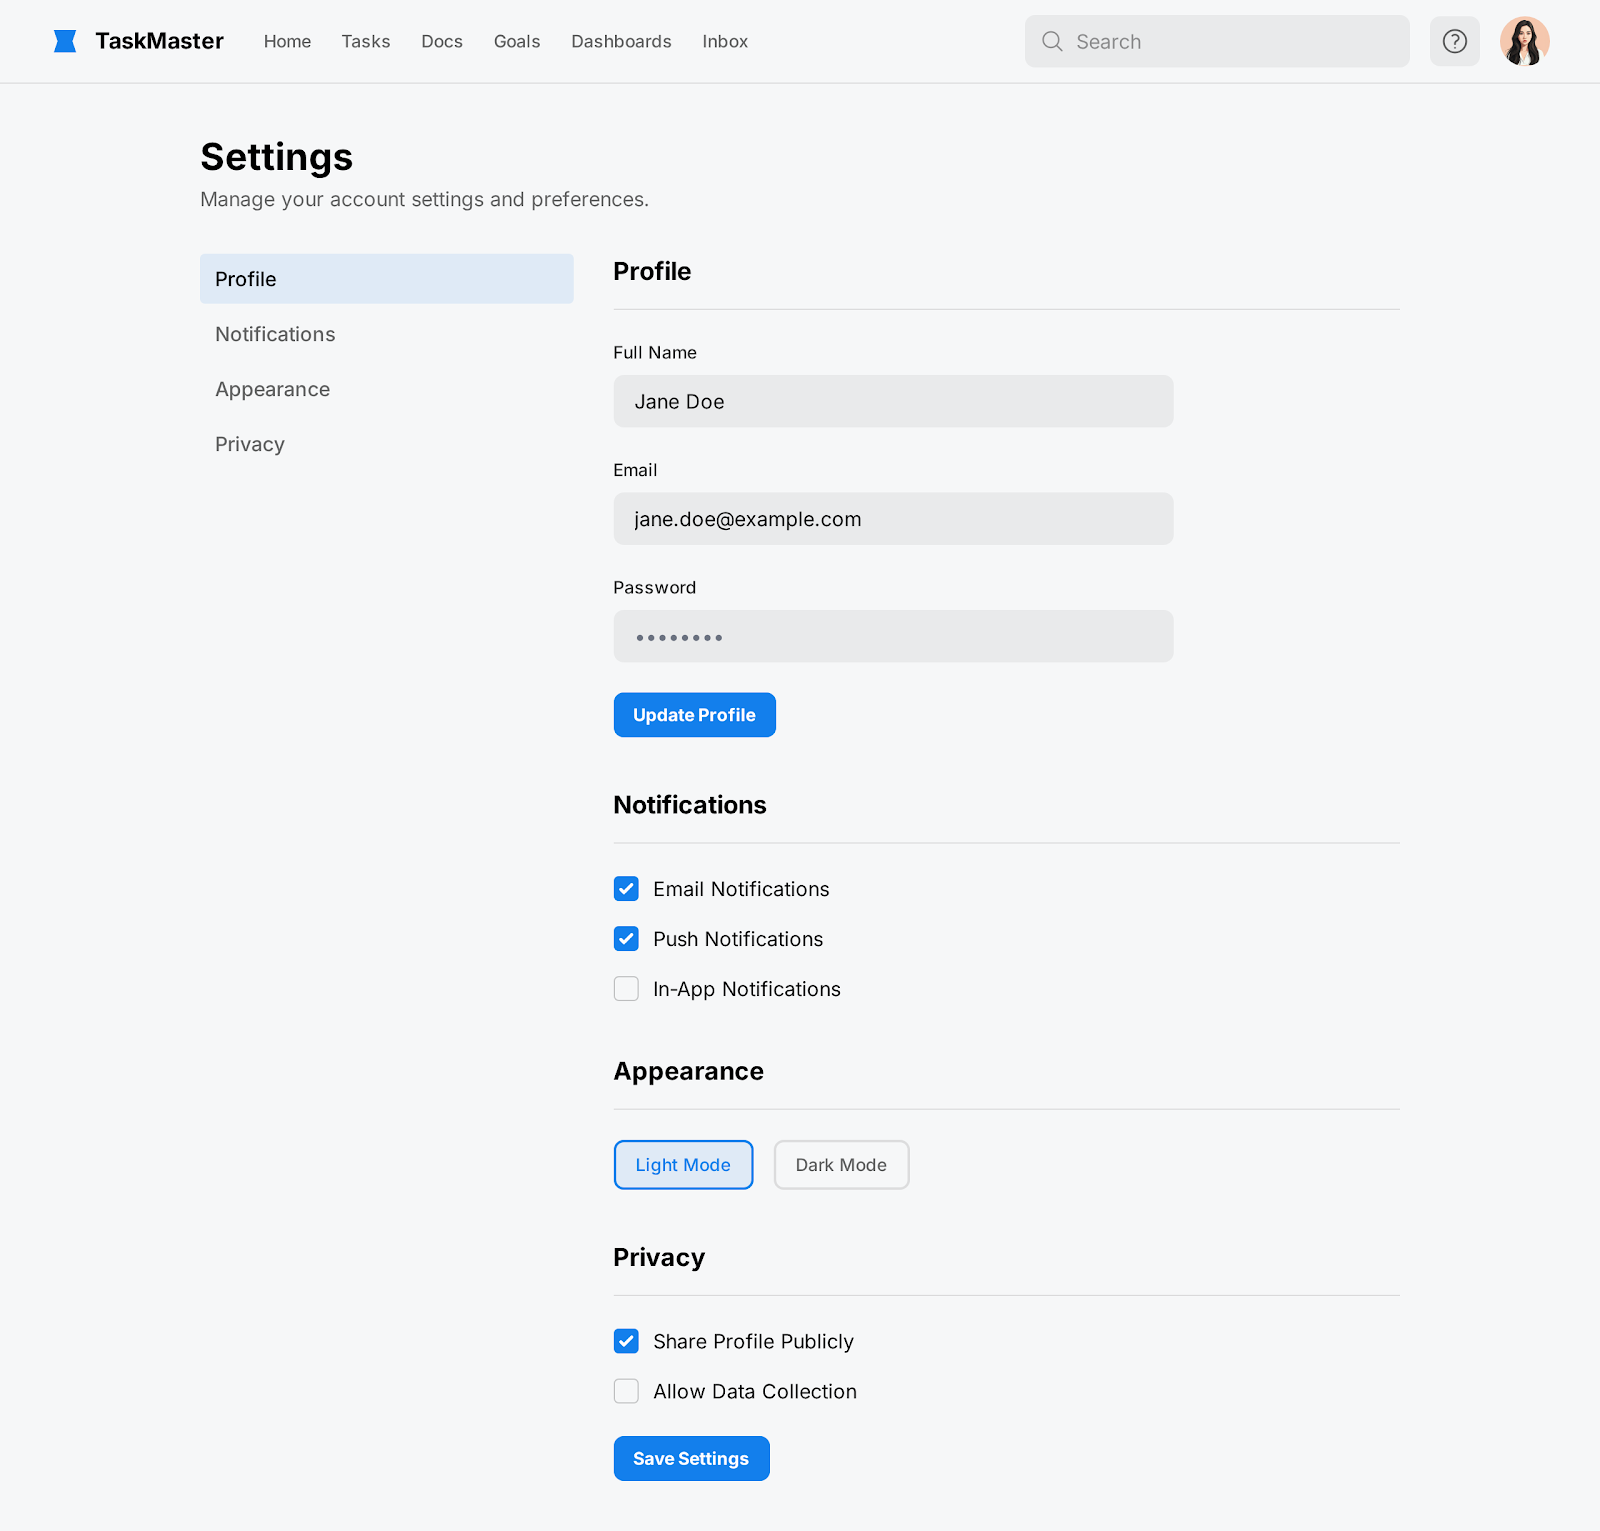 TaskMaster Home Tasks Docs Goals Dashboards Inbox Search
Settings
Manage your account settings and preferences.
Profile
Notifications
Appearance
Privacy
Profile
Full Name
Jane Doe
Email
jane.doe@example.com
Password
••••••••
Update Profile
Notifications
Email Notifications
Push Notifications
In-App Notifications
Appearance
Light Mode Dark Mode
Privacy
Share Profile Publicly
Allow Data Collection
Save Settings